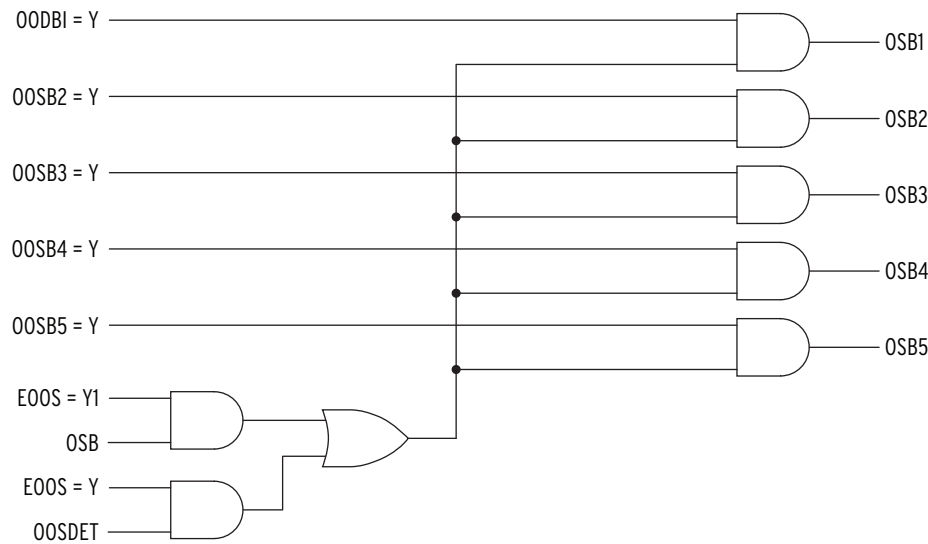 OODBI = Y
OSB1
OOSB2 = Y
OSB2
OOSB3 = Y
OSB3
OOSB4 = Y
OSB4
OOSB5 = Y
OSB5
EOOS = Y1
OSB
EOOS = Y
OOSDET